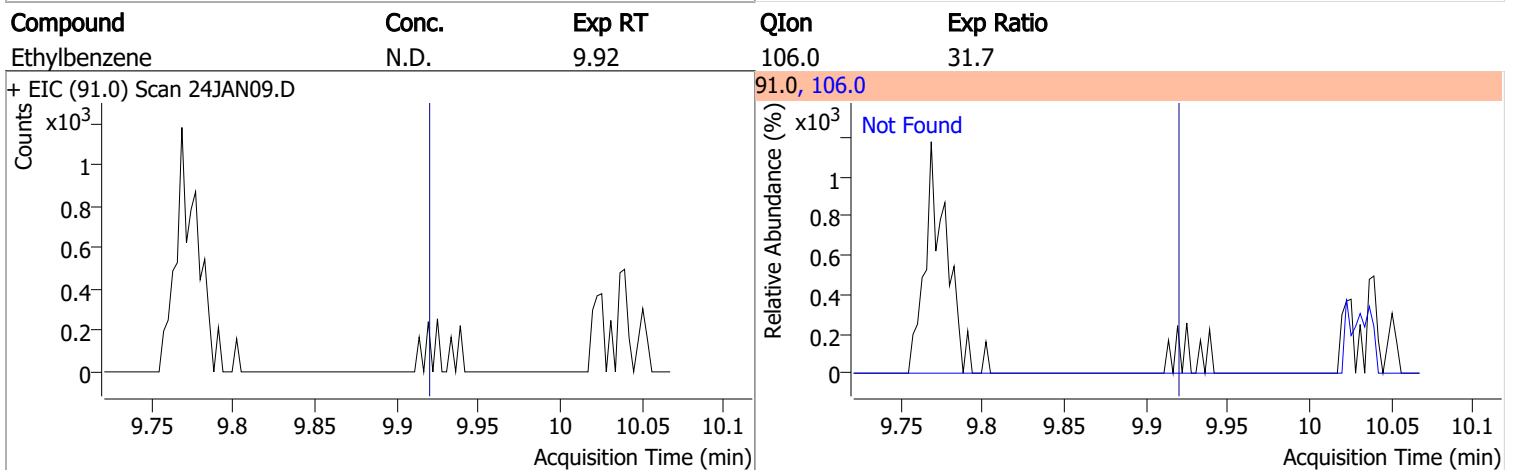 Compound Conc. Exp RT QIon Exp Ratio
Ethylbenzene N.D. 9.92 106.0 31.7
+ EIC (91.0) Scan 24JAN09.D
Counts
x10³
1
0.8
0.6
0.4
0.2
0
9.75 9.8 9.85 9.9 9.95 10 10.05 10.1
Acquisition Time (min)
91.0, 106.0
Relative Abundance (%)
x10³
Not Found
1
0.8
0.6
0.4
0.2
0
9.75 9.8 9.85 9.9 9.95 10 10.05 10.1
Acquisition Time (min)